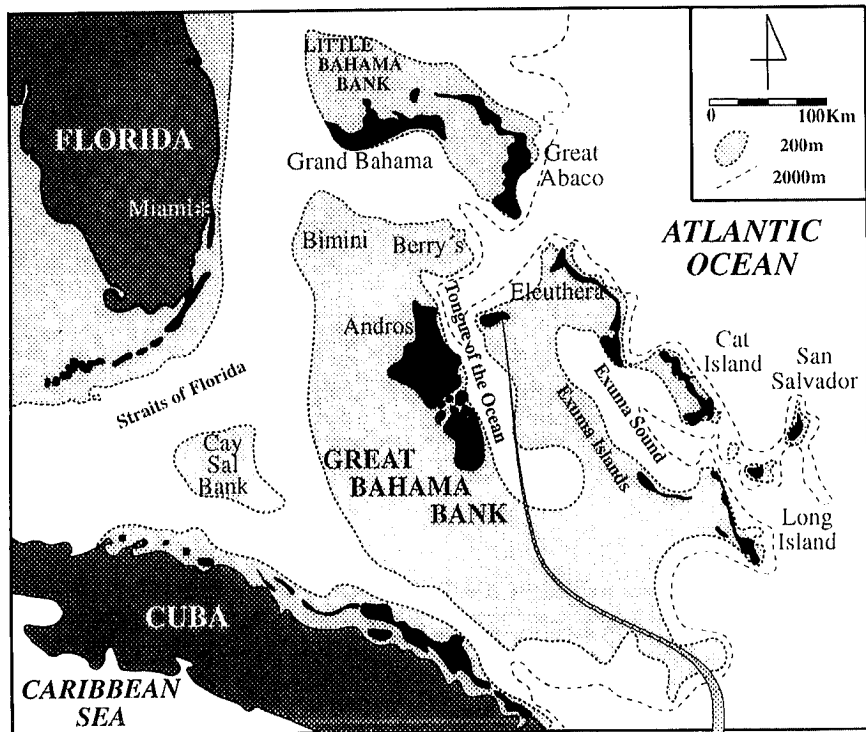 LITTLE
BAHAMA
BANK
FLORIDA
Grand Bahama
Great
Abaco
0 100Km
200m
2000m
Miami
Bimini
Berry's
ATLANTIC
OCEAN
Eleuthera
Andros
Tongue of the Ocean
Cat
Island
San
Salvador
Straits of Florida
Exuma Sound
Exuma Islands
Cay
Sal
Bank
GREAT
BAHAMA
BANK
Long
Island
CUBA
CARIBBEAN
SEA